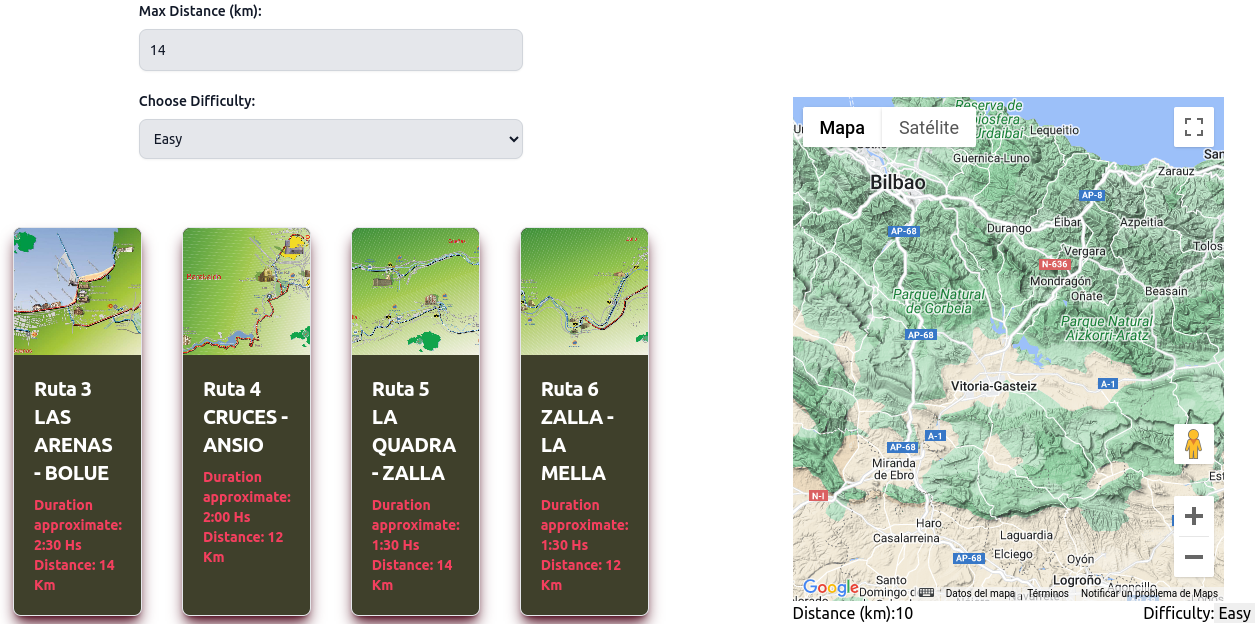 Max Distance (km):
14
Choose Difficulty:
Easy
Ruta 3
LAS
ARENAS
- BOLUE
Duration
approximate:
2:30 Hs
Distance: 14
Km
Ruta 4
CRUCES -
ANSIO
Duration
approximate:
2:00 Hs
Distance: 12
Km
Ruta 5
LA
QUADRA
- ZALLA
Duration
approximate:
1:30 Hs
Distance: 14
Km
Ruta 6
ZALLA -
LA
MELLA
Duration
approximate:
1:30 Hs
Distance: 12
Km
Mapa
Satélite
Reserva de
Lequeitio
Guernica-Luno
Zarauz
Bilbao
AP-8
AP-68
Durango
Éibar
Azpeitia
Vergara
Tolos
N-636
Mondragón
Oñate
Beasain
Parque Natural
de Gorbeia
Parque Natural
Aizkorri-Aratz
AP-68
Vitoria-Gasteiz
A-1
A-1
AP-68
Miranda
de Ebro
N-I
Haro
Casalarreina
Laguardia
Elciego
Oyón
AP-68
Logroño
Santo
Domingo d
Google
Datos del mapa
Términos
Notificar un problema de Maps
Distance (km):10
Difficulty: Easy